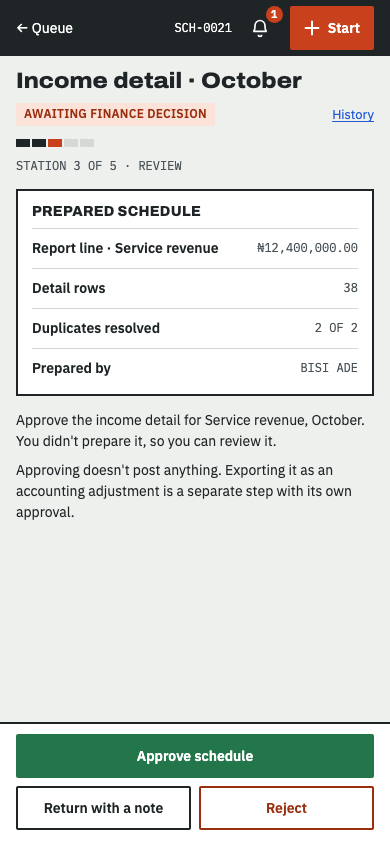 ← Queue
SCH-0021
1
+ Start
Income detail · October
AWAITING FINANCE DECISION
History
STATION 3 OF 5 · REVIEW
PREPARED SCHEDULE
Report line · Service revenue ₦12,400,000.00
Detail rows 38
Duplicates resolved 2 OF 2
Prepared by BISI ADE
Approve the income detail for Service revenue, October.
You didn't prepare it, so you can review it.
Approving doesn't post anything. Exporting it as an
accounting adjustment is a separate step with its own
approval.
Approve schedule
Return with a note
Reject